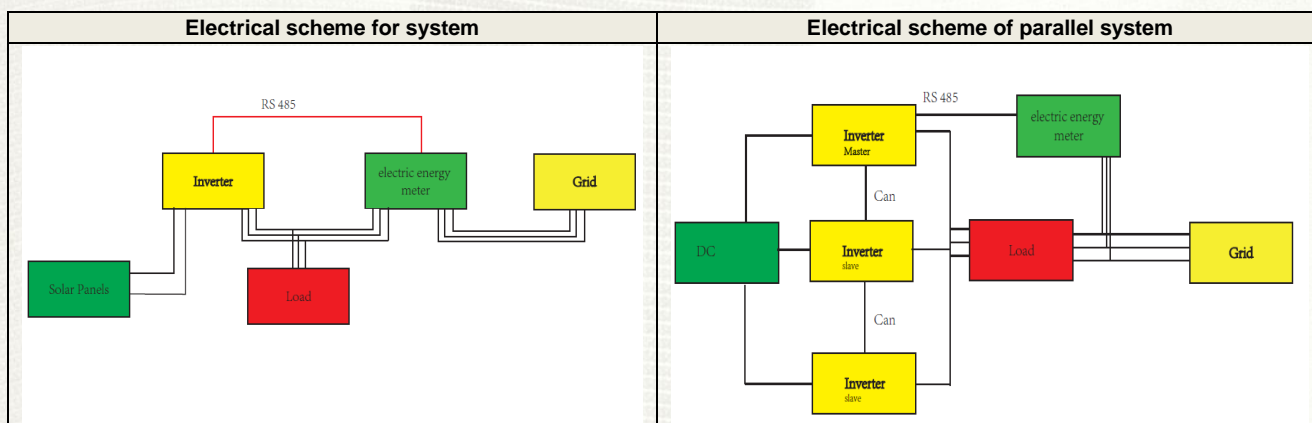 Electrical scheme for system
RS 485
Inverter
electric energy
meter
Grid
Solar Panels
Load
Electrical scheme of parallel system
RS 485
Inverter
Master
electric energy
meter
Can
DC
Inverter
slave
Load
Grid
Can
Inverter
slave